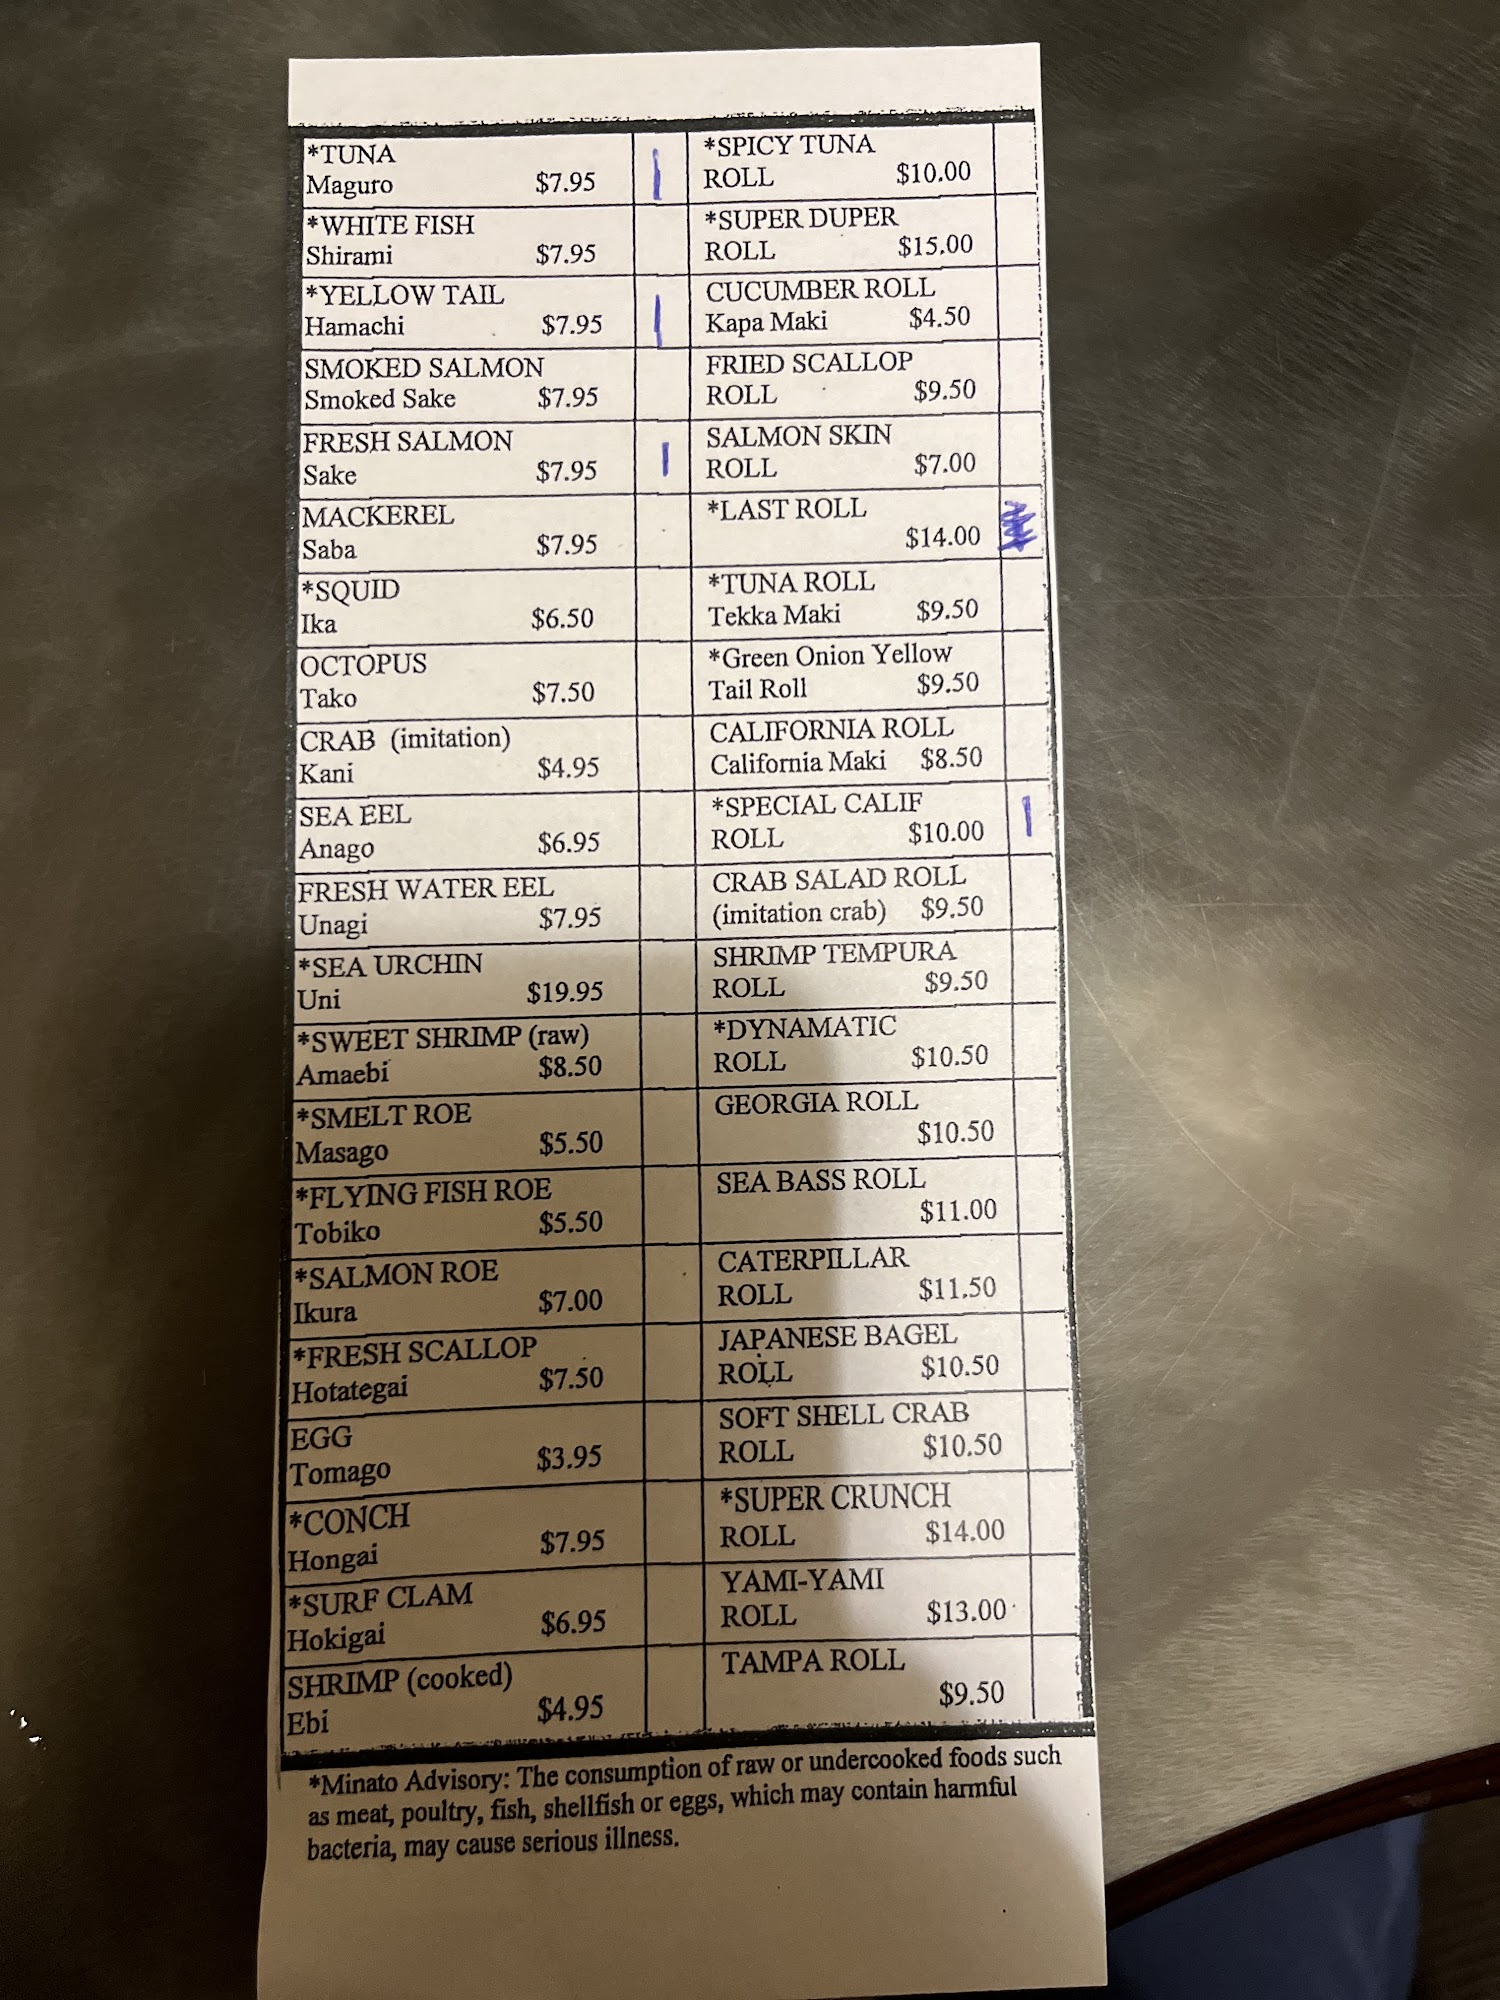 *TUNA
Maguro $7.95 |
*WHITE FISH
Shirami $7.95
*YELLOW TAIL
Hamachi $7.95 |
SMOKED SALMON
Smoked Sake $7.95
FRESH SALMON
Sake $7.95 |
MACKEREL
Saba $7.95
*SQUID
Ika $6.50
OCTOPUS
Tako $7.50
CRAB (imitation)
Kani $4.95
SEA EEL
Anago $6.95
FRESH WATER EEL
Unagi $7.95
*SEA URCHIN
Uni $19.95
*SWEET SHRIMP (raw)
Amaebi $8.50
*SMELT ROE
Masago $5.50
*FLYING FISH ROE
Tobiko $5.50
*SALMON ROE
Ikura $7.00
*FRESH SCALLOP
Hotategai $7.50
EGG
Tomago $3.95
*CONCH
Hongai $7.95
*SURF CLAM
Hokigai $6.95
SHRIMP (cooked)
Ebi $4.95
*SPICY TUNA
ROLL $10.00
*SUPER DUPER
ROLL $15.00
CUCUMBER ROLL
Kapa Maki $4.50
FRIED SCALLOP
ROLL $9.50
SALMON SKIN
ROLL $7.00
*LAST ROLL
$14.00
*TUNA ROLL
Tekka Maki $9.50
*Green Onion Yellow
Tail Roll $9.50
CALIFORNIA ROLL
California Maki $8.50
*SPECIAL CALIF
ROLL $10.00 |
CRAB SALAD ROLL
(imitation crab) $9.50
SHRIMP TEMPURA
ROLL $9.50
*DYNAMATIC
ROLL $10.50
GEORGIA ROLL
$10.50
SEA BASS ROLL
$11.00
CATERPILLAR
ROLL $11.50
JAPANESE BAGEL
ROLL $10.50
SOFT SHELL CRAB
ROLL $10.50
*SUPER CRUNCH
ROLL $14.00
YAMI-YAMI
ROLL $13.00
TAMPA ROLL
$9.50
*Minato Advisory: The consumption of raw or undercooked foods such
as meat, poultry, fish, shellfish or eggs, which may contain harmful
bacteria, may cause serious illness.